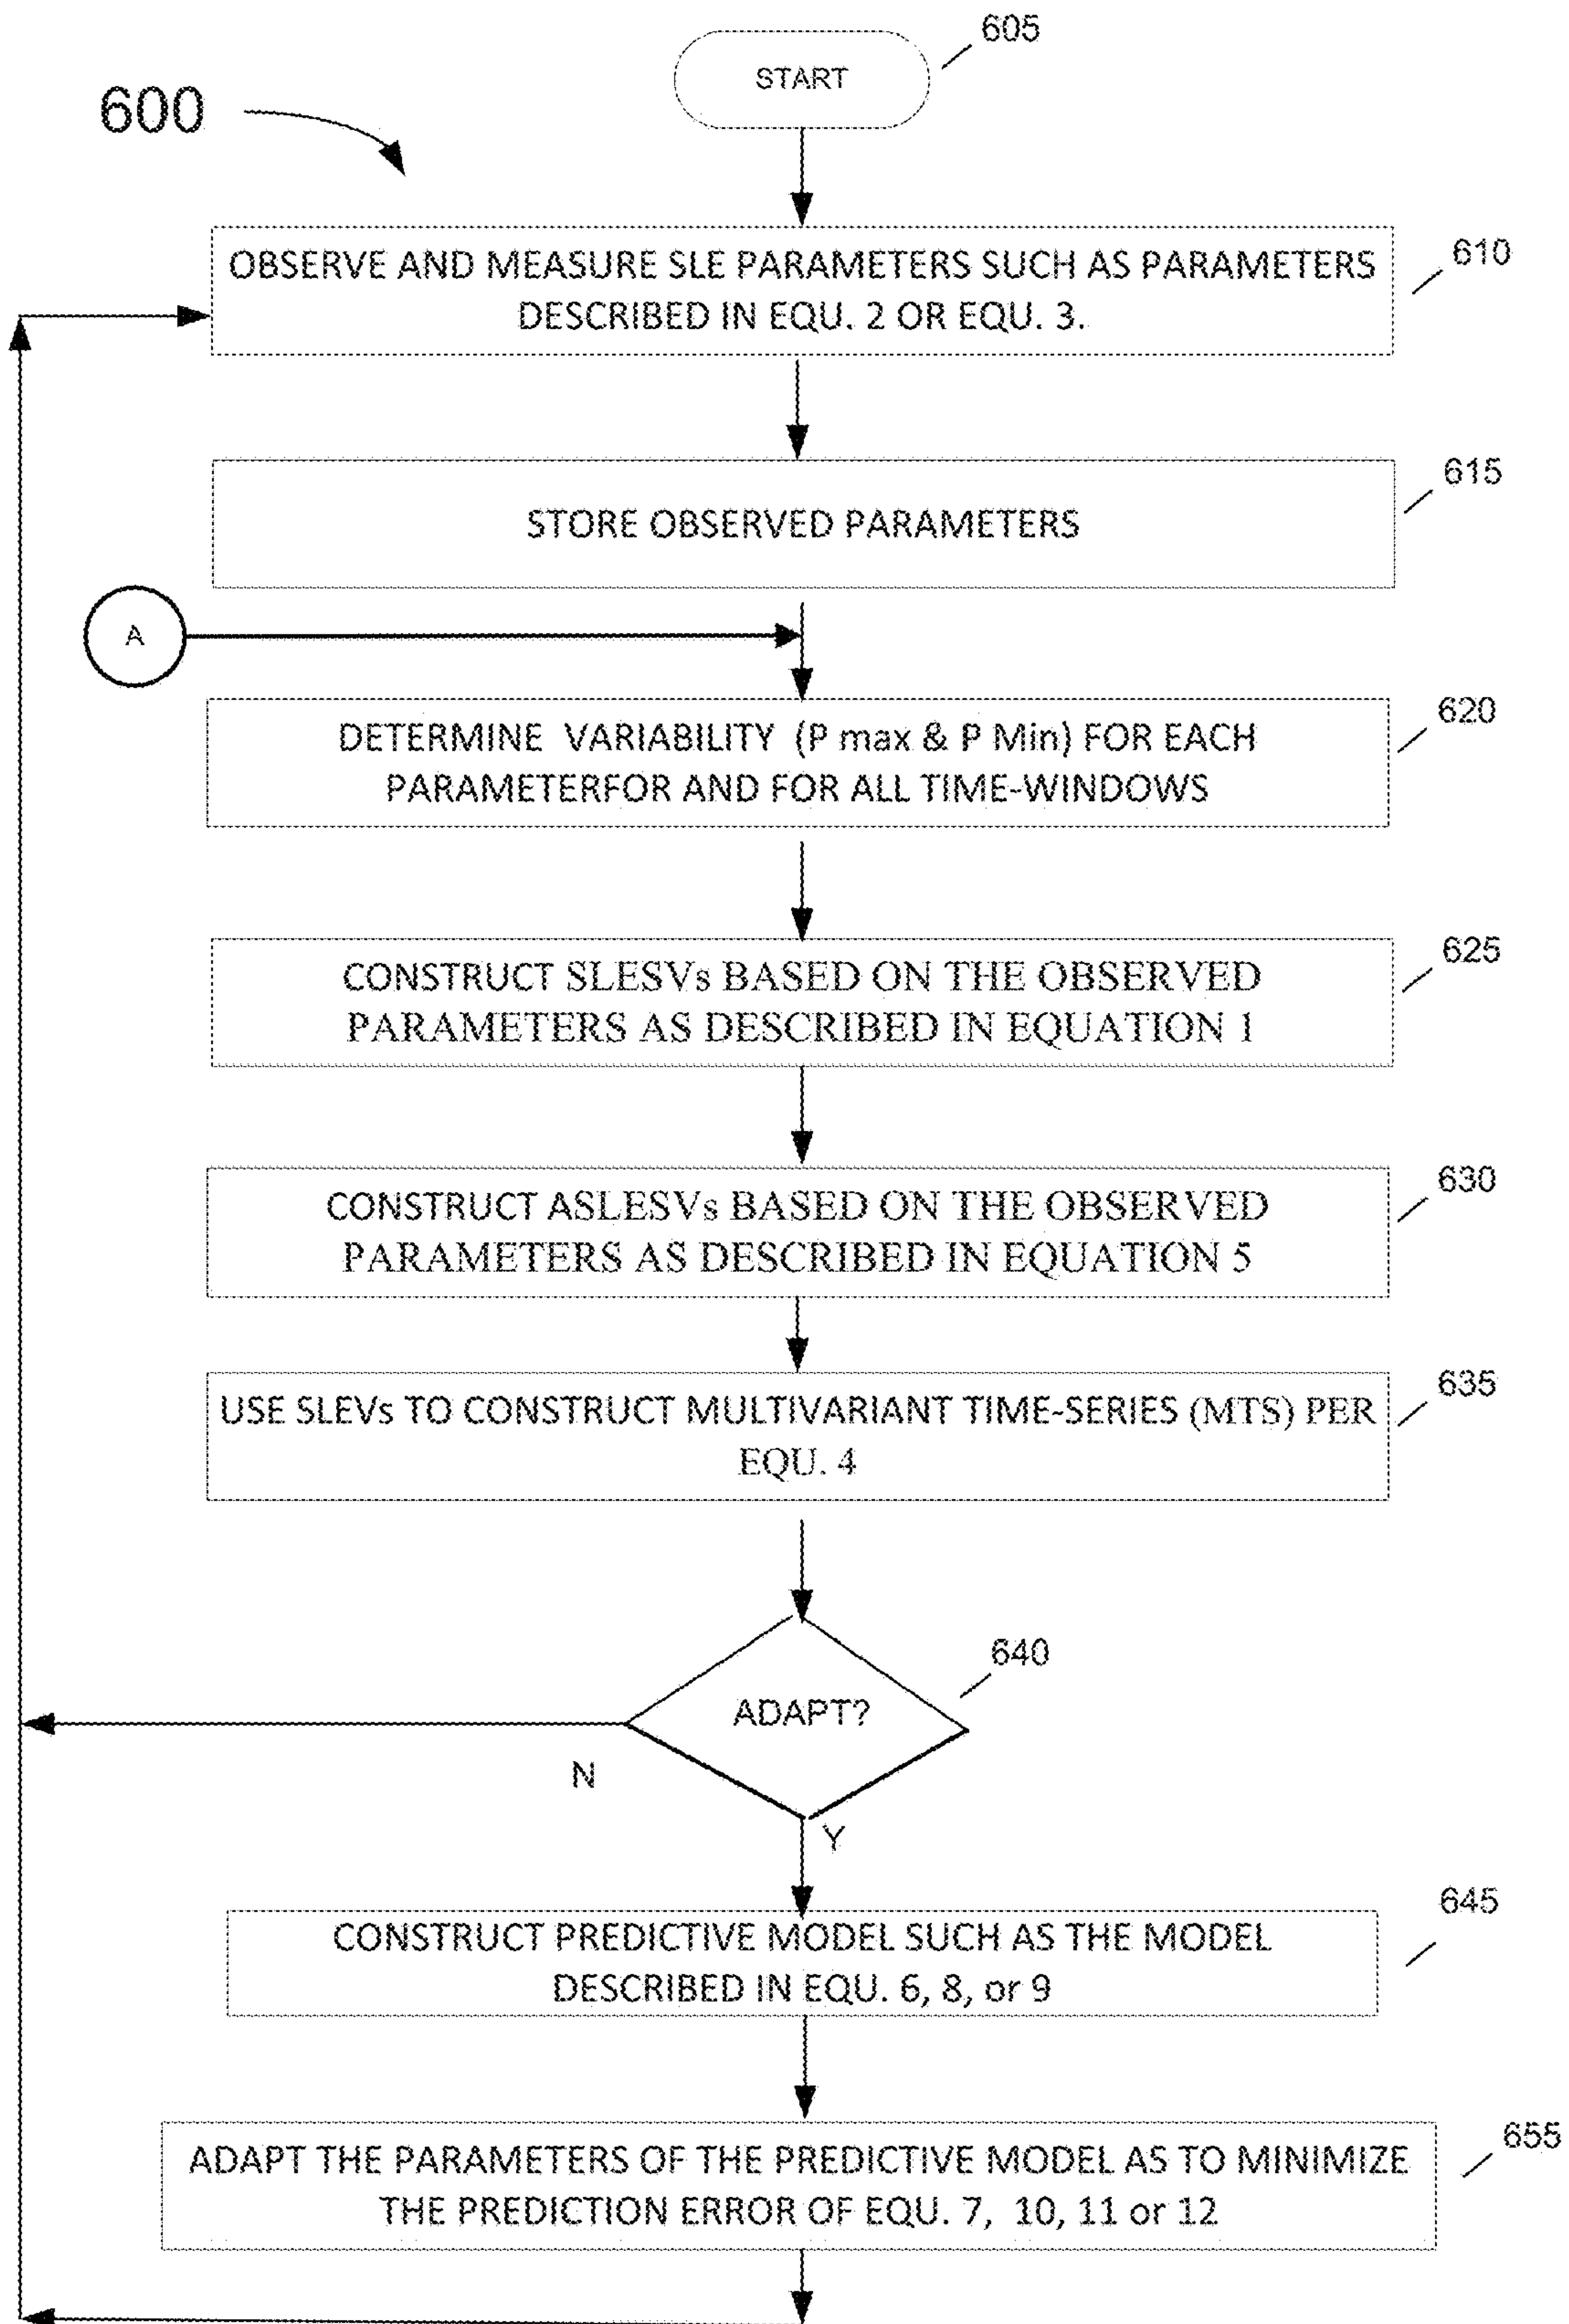 605
START
600
610
OBSERVE AND MEASURE SLE PARAMETERS SUCH AS PARAMETERS
DESCRIBED IN EQU. 2 OR EQU. 3.
615
STORE OBSERVED PARAMETERS
A
620
DETERMINE VARIABILITY (P max & P Min) FOR EACH
PARAMETERFOR AND FOR ALL TIME-WINDOWS
625
CONSTRUCT SLESVs BASED ON THE OBSERVED
PARAMETERS AS DESCRIBED IN EQUATION 1
630
CONSTRUCT ASLESVs BASED ON THE OBSERVED
PARAMETERS AS DESCRIBED IN EQUATION 5
635
USE SLEVs TO CONSTRUCT MULTIVARIANT TIME-SERIES (MTS) PER
EQU. 4
640
ADAPT?
N
Y
645
CONSTRUCT PREDICTIVE MODEL SUCH AS THE MODEL
DESCRIBED IN EQU. 6, 8, or 9
655
ADAPT THE PARAMETERS OF THE PREDICTIVE MODEL AS TO MINIMIZE
THE PREDICTION ERROR OF EQU. 7, 10, 11 or 12